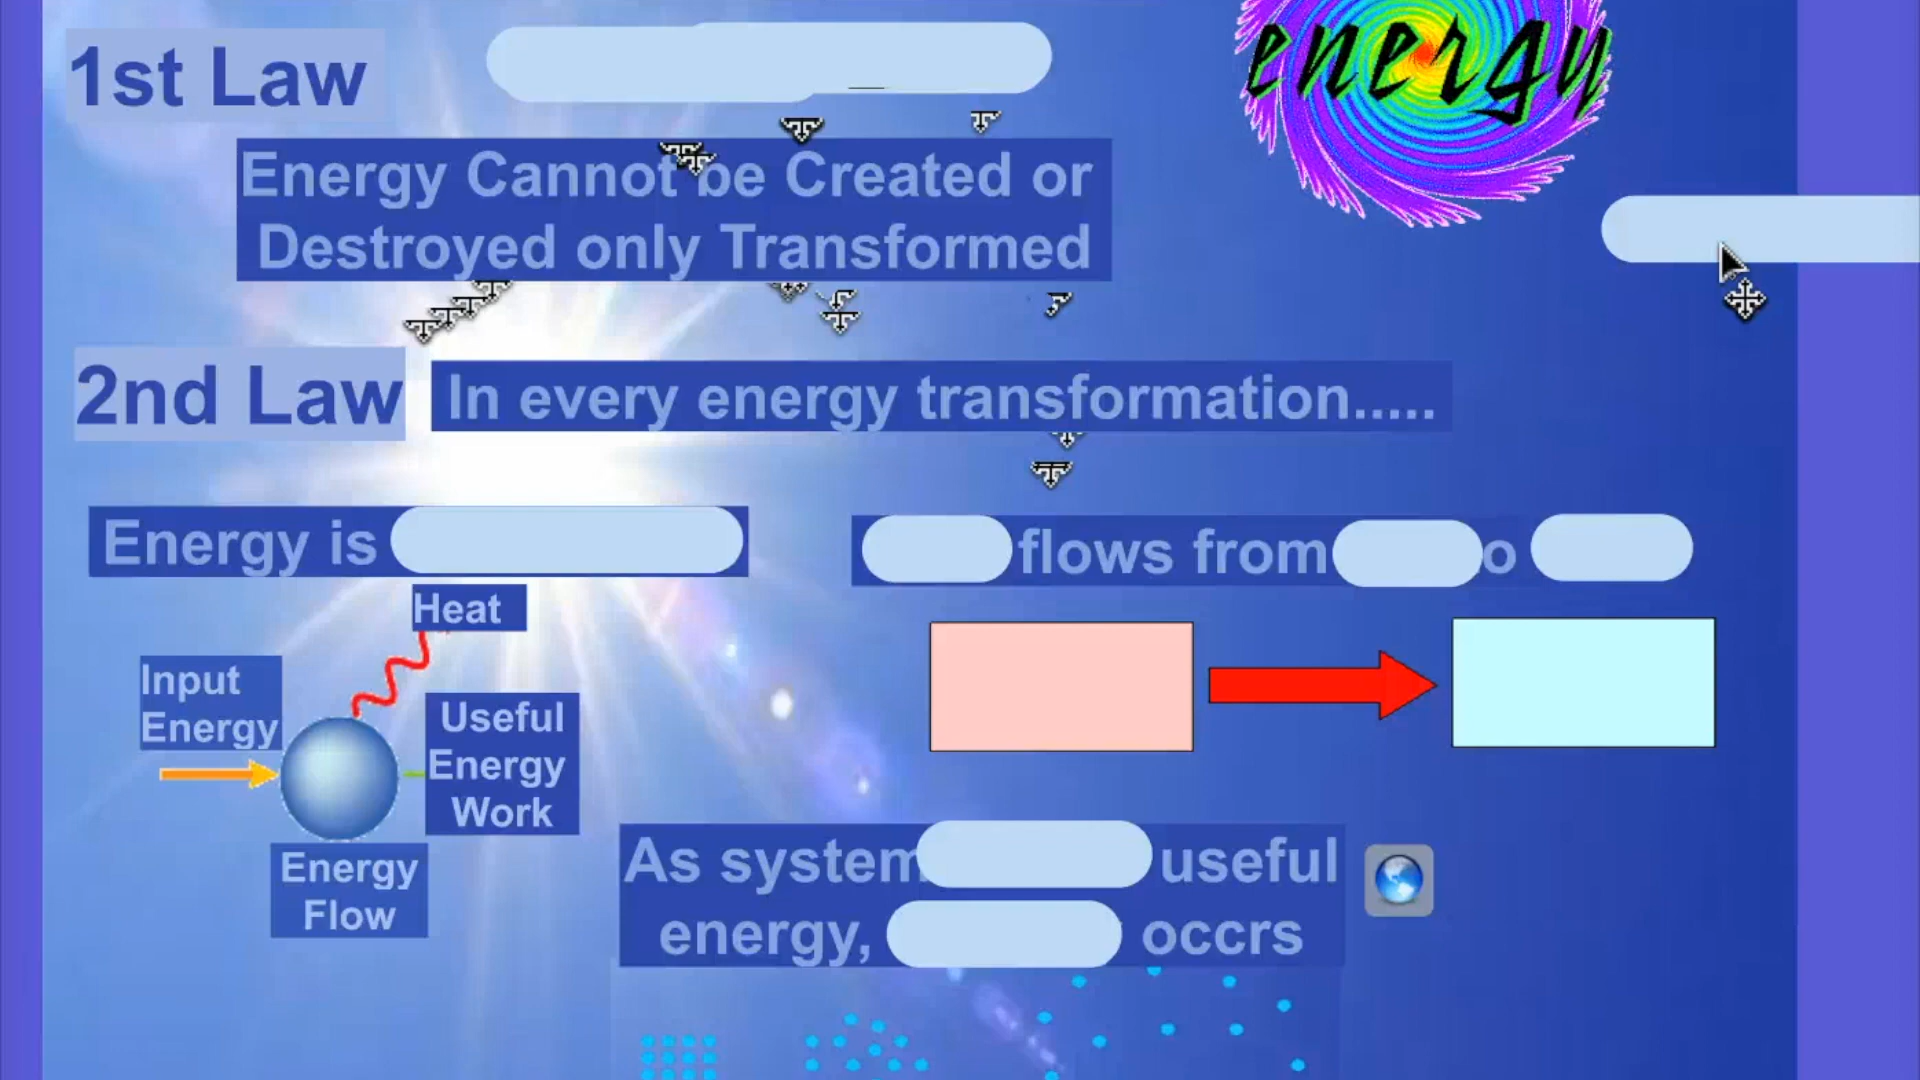 energy
1st Law
Energy Cannot be Created or
Destroyed only Transformed
2nd Law
In every energy transformation.....
Energy is
flows from o
Heat
Input
Energy
Useful
Energy
Work
Energy
Flow
As system useful
energy, occrs